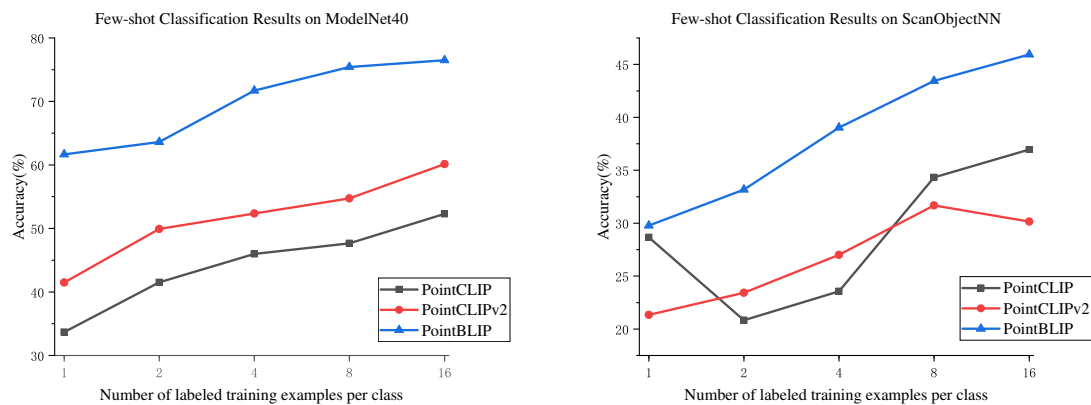 Few-shot Classification Results on ModelNet40
80
70
60
50
40
30
Accuracy(%)
PointCLIP
PointCLIPv2
PointBLIP
1 2 4 8 16
Number of labeled training examples per class
Few-shot Classification Results on ScanObjectNN
45
40
35
30
25
20
Accuracy(%)
PointCLIP
PointCLIPv2
PointBLIP
1 2 4 8 16
Number of labeled training examples per class